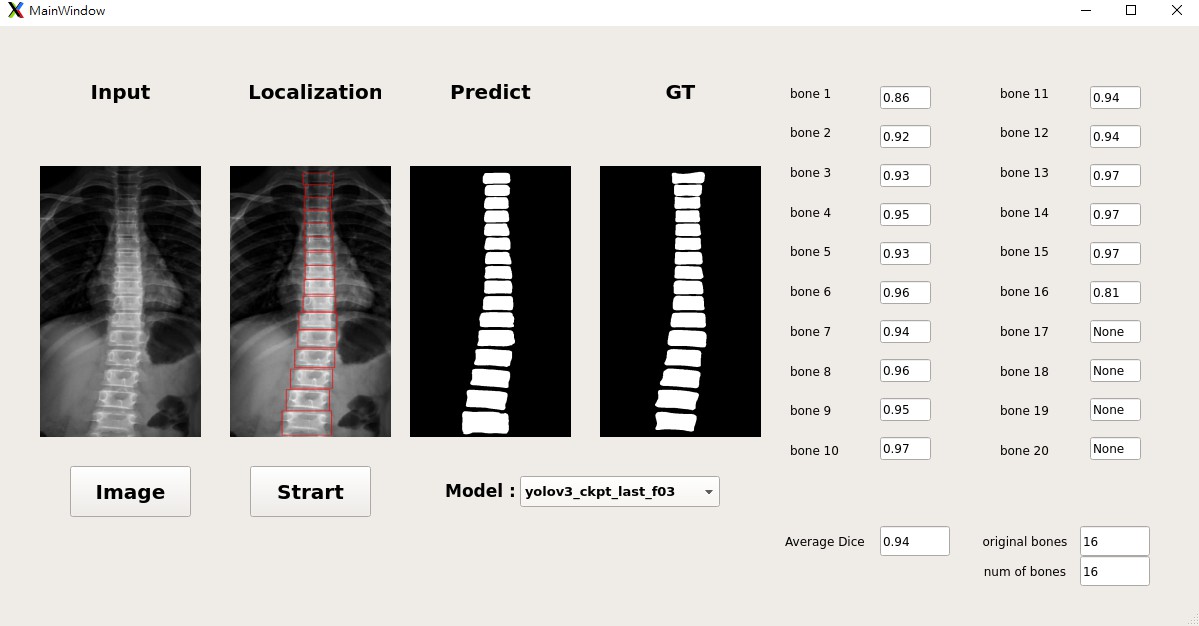 MainWindow
Input
Localization
Predict
GT
bone 1 0.86
bone 2 0.92
bone 3 0.93
bone 4 0.95
bone 5 0.93
bone 6 0.96
bone 7 0.94
bone 8 0.96
bone 9 0.95
bone 10 0.97
bone 11 0.94
bone 12 0.94
bone 13 0.97
bone 14 0.97
bone 15 0.97
bone 16 0.81
bone 17 None
bone 18 None
bone 19 None
bone 20 None
Image
Strart
Model : yolov3_ckpt_last_f03
Average Dice 0.94
original bones 16
num of bones 16